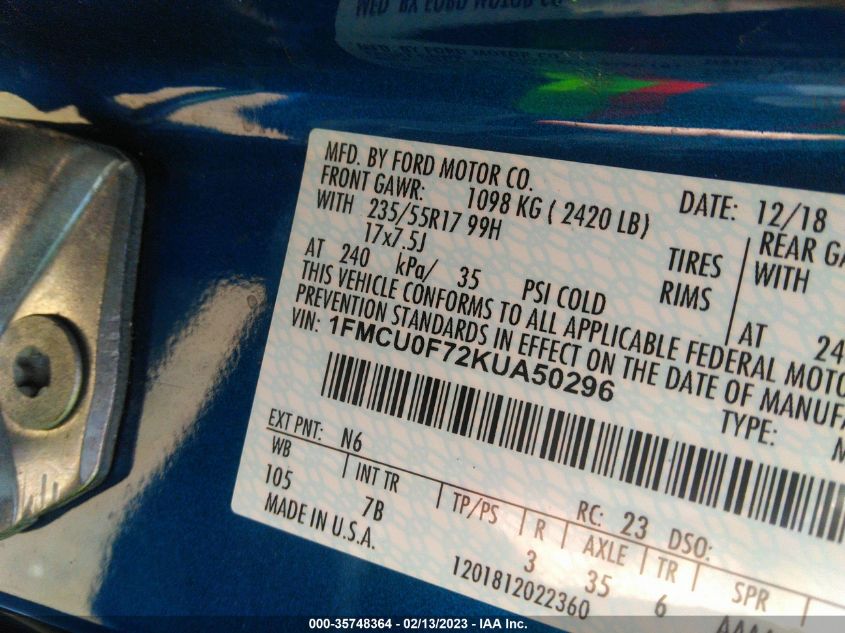 MFD. BY FORD MOTOR CO.
DATE: 12/18
FRONT GAWR: 1098 KG ( 2420 LB)
REAR GA
WITH 235/55R17 99H TIRES
WITH
17x7.5J RIMS
AT 240 kPa/ 35 PSI COLD
AT 24
THIS VEHICLE CONFORMS TO ALL APPLICABLE FEDERAL MOTO
PREVENTION STANDARDS IN EFFECT ON THE DATE OF MANUFA
VIN: 1FMCU0F72KUA50296
TYPE: M
EXT PNT: N6 RC: 23 DSO:
WB INT TR TP/PS R AXLE TR SPR
105 7B 3 35 6 AAAA
MADE IN U.S.A.
1201812022360
000-35748364 - 02/13/2023 - IAA Inc.